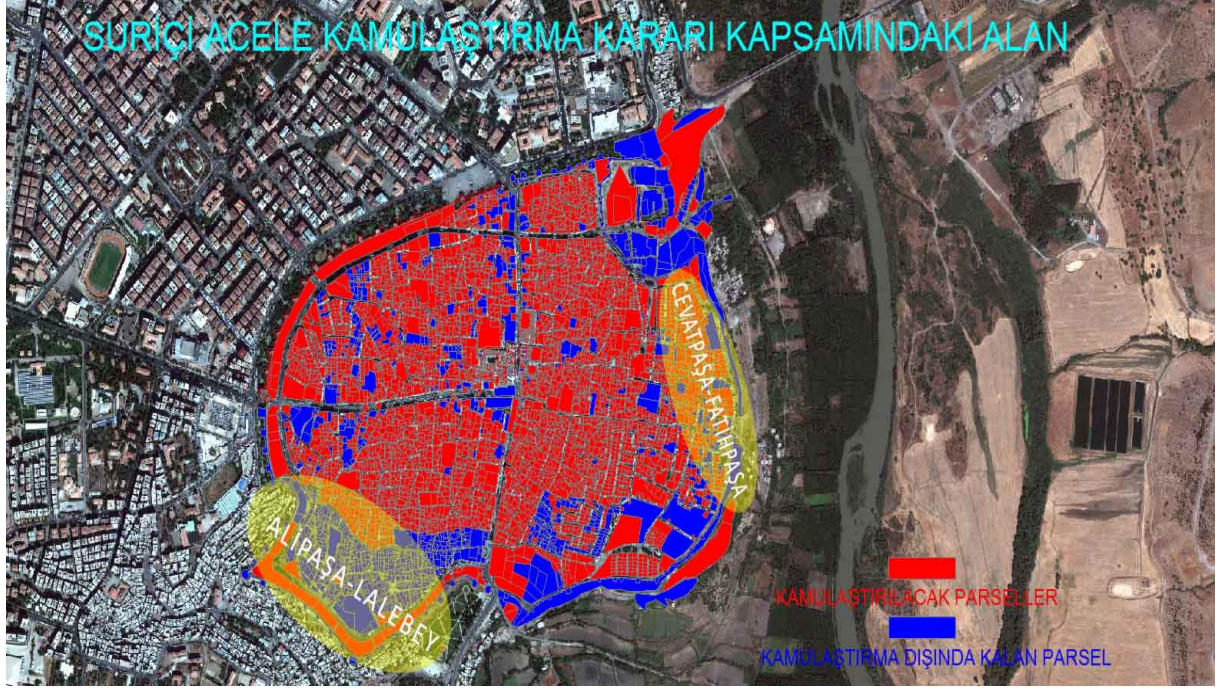 SURİÇİ ACELE KAMULAŞTIRMA KARARI KAPSAMINDAKİ ALAN
CEVATPAŞA-FATİHPAŞA
ALİPAŞA-LALEBEY
KAMULAŞTIRILACAK PARSELLER
KAMULAŞTIRMA DIŞINDA KALAN PARSEL